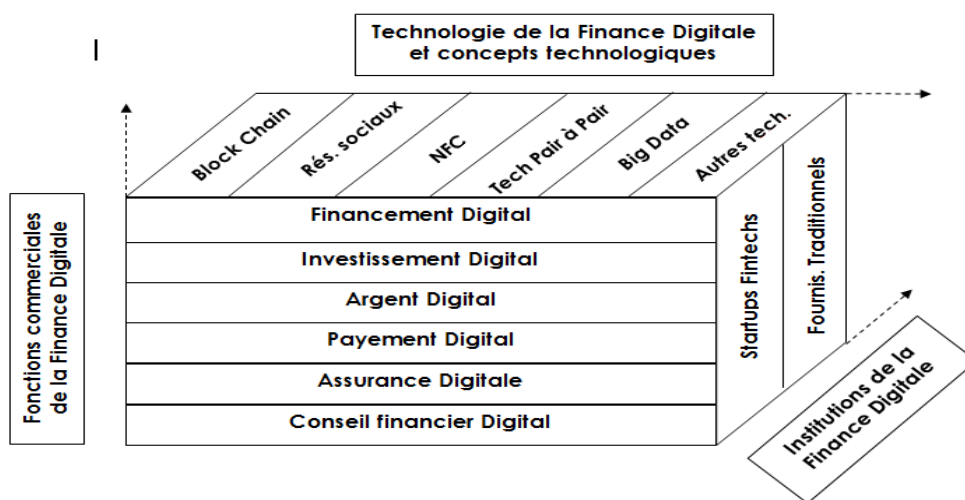 Technologie de la Finance Digitale
et concepts technologiques
Block Chain
Rés. sociaux
NFC
Tech Pair à Pair
Big Data
Autres tech.
Fonctions commerciales
de la Finance Digitale
Financement Digital
Investissement Digital
Argent Digital
Payement Digital
Assurance Digitale
Conseil financier Digital
Startups Fintechs
Fournis. Traditionnels
Institutions de la
Finance Digitale